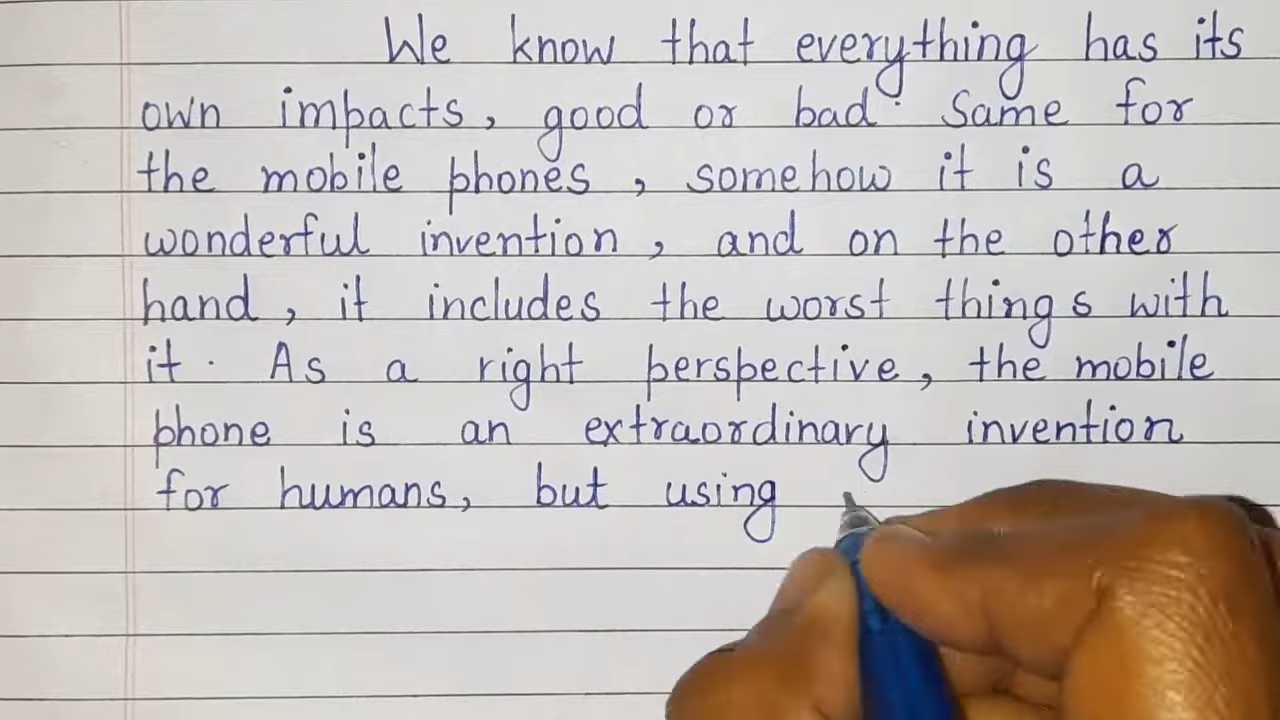 We know that everything has its
own impacts, good or bad. Same for
the mobile phones, somehow it is a
wonderful invention, and on the other
hand, it includes the worst things with
it. As a right perspective, the mobile
phone is an extraordinary invention
for humans, but using